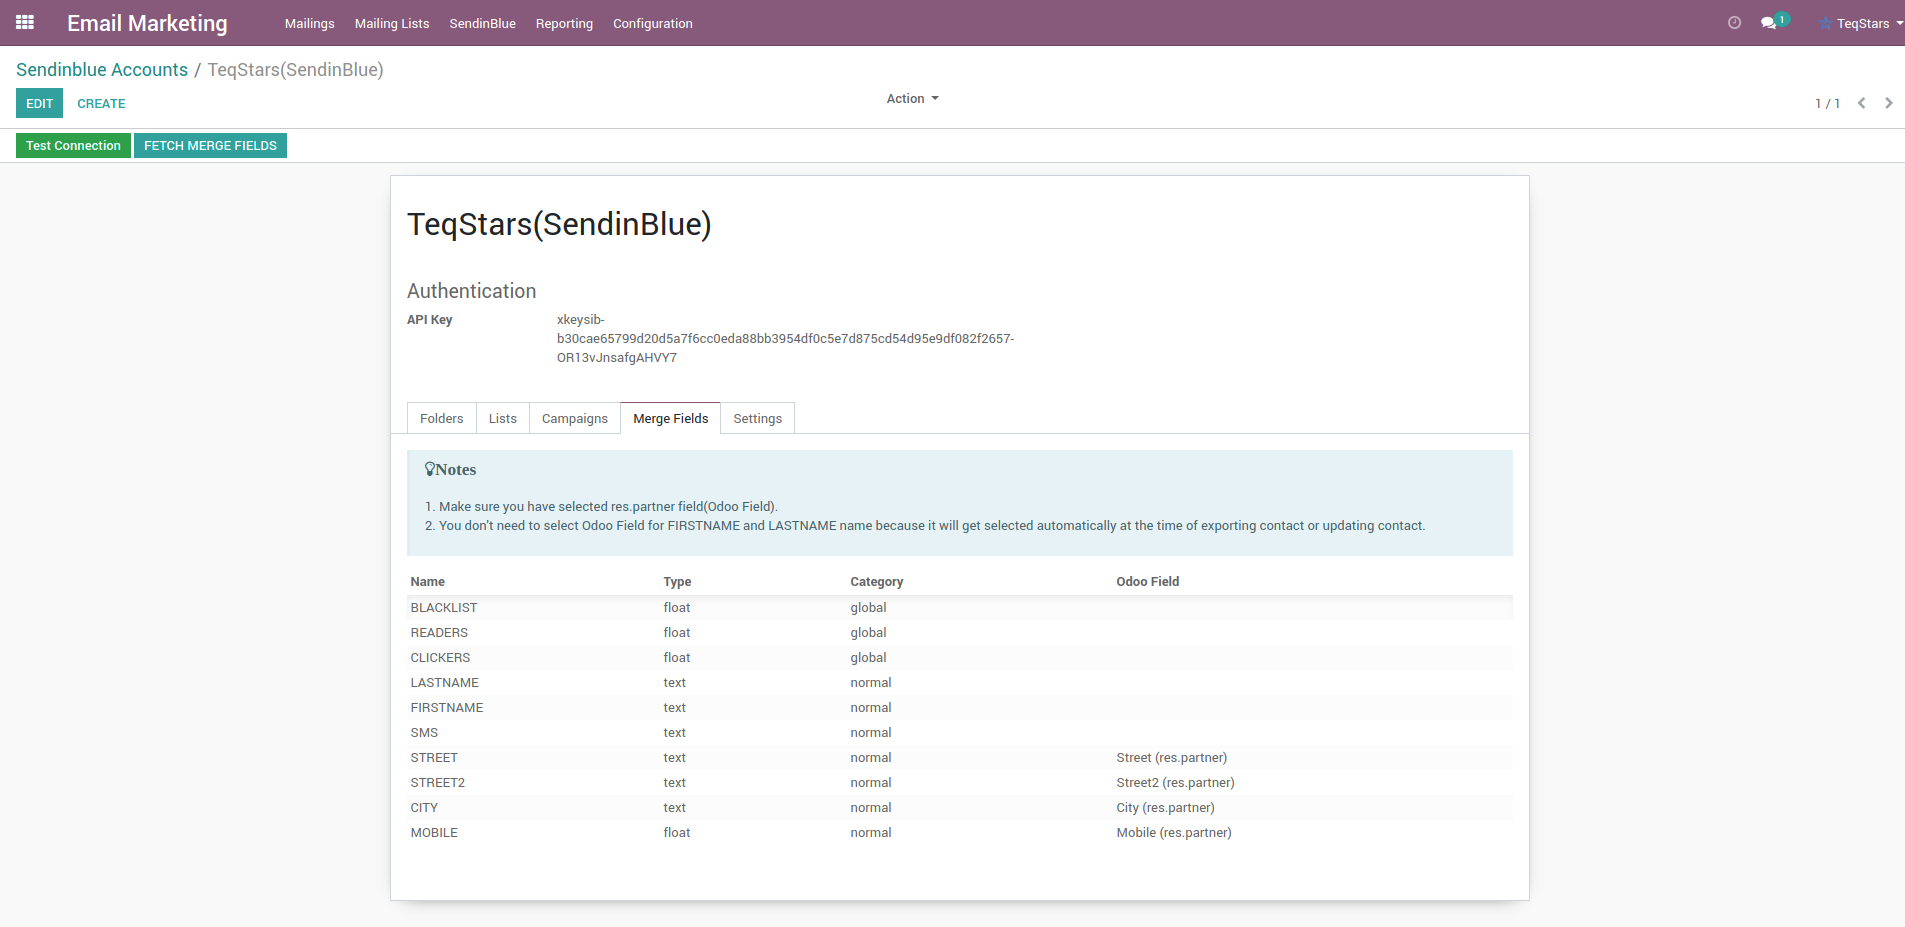 Email Marketing Mailings Mailing Lists SendinBlue Reporting Configuration 1 TeqStars
Sendinblue Accounts / TeqStars(SendinBlue)
EDIT CREATE Action 1 / 1
Test Connection FETCH MERGE FIELDS
TeqStars(SendinBlue)
Authentication
API Key xkeysib-
b30cae65799d20d5a7f6cc0eda88bb3954df0c5e7d875cd54d95e9df082f2657-
OR13vJnsafgAHVY7
Folders Lists Campaigns Merge Fields Settings
Notes
1. Make sure you have selected res.partner field(Odoo Field).
2. You don't need to select Odoo Field for FIRSTNAME and LASTNAME name because it will get selected automatically at the time of exporting contact or updating contact.
Name Type Category Odoo Field
BLACKLIST float global
READERS float global
CLICKERS float global
LASTNAME text normal
FIRSTNAME text normal
SMS text normal
STREET text normal Street (res.partner)
STREET2 text normal Street2 (res.partner)
CITY text normal City (res.partner)
MOBILE float normal Mobile (res.partner)